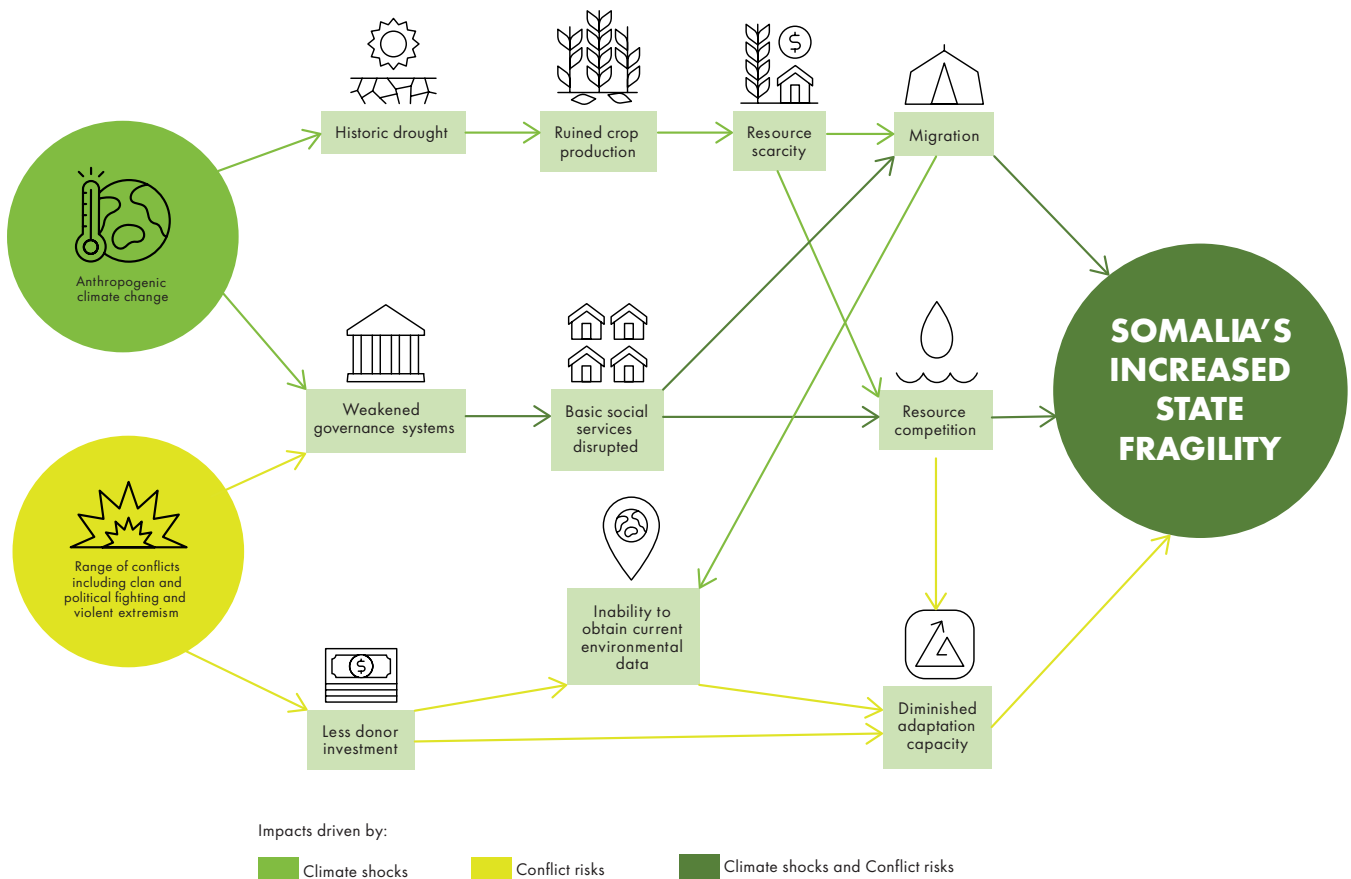 Historic drought
Ruined crop
production
Resource
scarcity
Migration
Anthropogenic
climate change
SOMALIA'S
INCREASED
STATE
FRAGILITY
Weakened
governance systems
Basic social
services
disrupted
Resource
competition
Range of conflicts
including clan and
political fighting and
violent extremism
Inability to
obtain current
environmental
data
Less donor
investment
Diminished
adaptation
capacity
Impacts driven by:
Climate shocks
Conflict risks
Climate shocks and Conflict risks